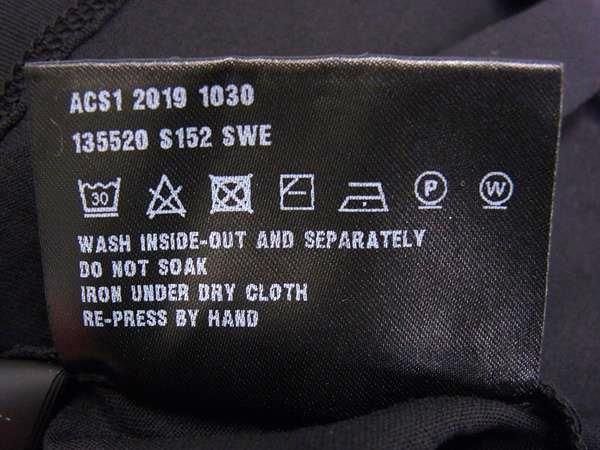 ACS1 2019 1030
135520 S152 SWE
30 P W
WASH INSIDE-OUT AND SEPARATELY
DO NOT SOAK
IRON UNDER DRY CLOTH
RE-PRESS BY HAND